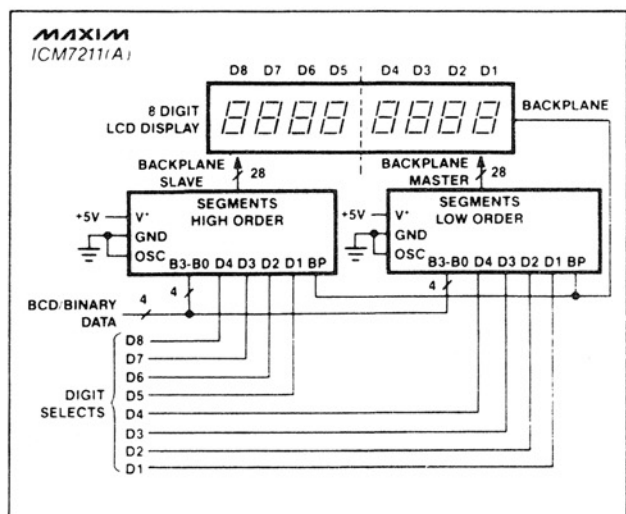 MAXIM
ICM7211(A)
D8 D7 D6 D5 D4 D3 D2 D1
8 DIGIT
LCD DISPLAY
BACKPLANE
BACKPLANE
SLAVE
28
BACKPLANE
MASTER
28
+5V
V+
GND
OSC
SEGMENTS
HIGH ORDER
B3-B0 D4 D3 D2 D1 BP
+5V
V+
GND
OSC
SEGMENTS
LOW ORDER
B3-B0 D4 D3 D2 D1 BP
4
4
BCD/BINARY
DATA
4
DIGIT
SELECTS
D8
D7
D6
D5
D4
D3
D2
D1